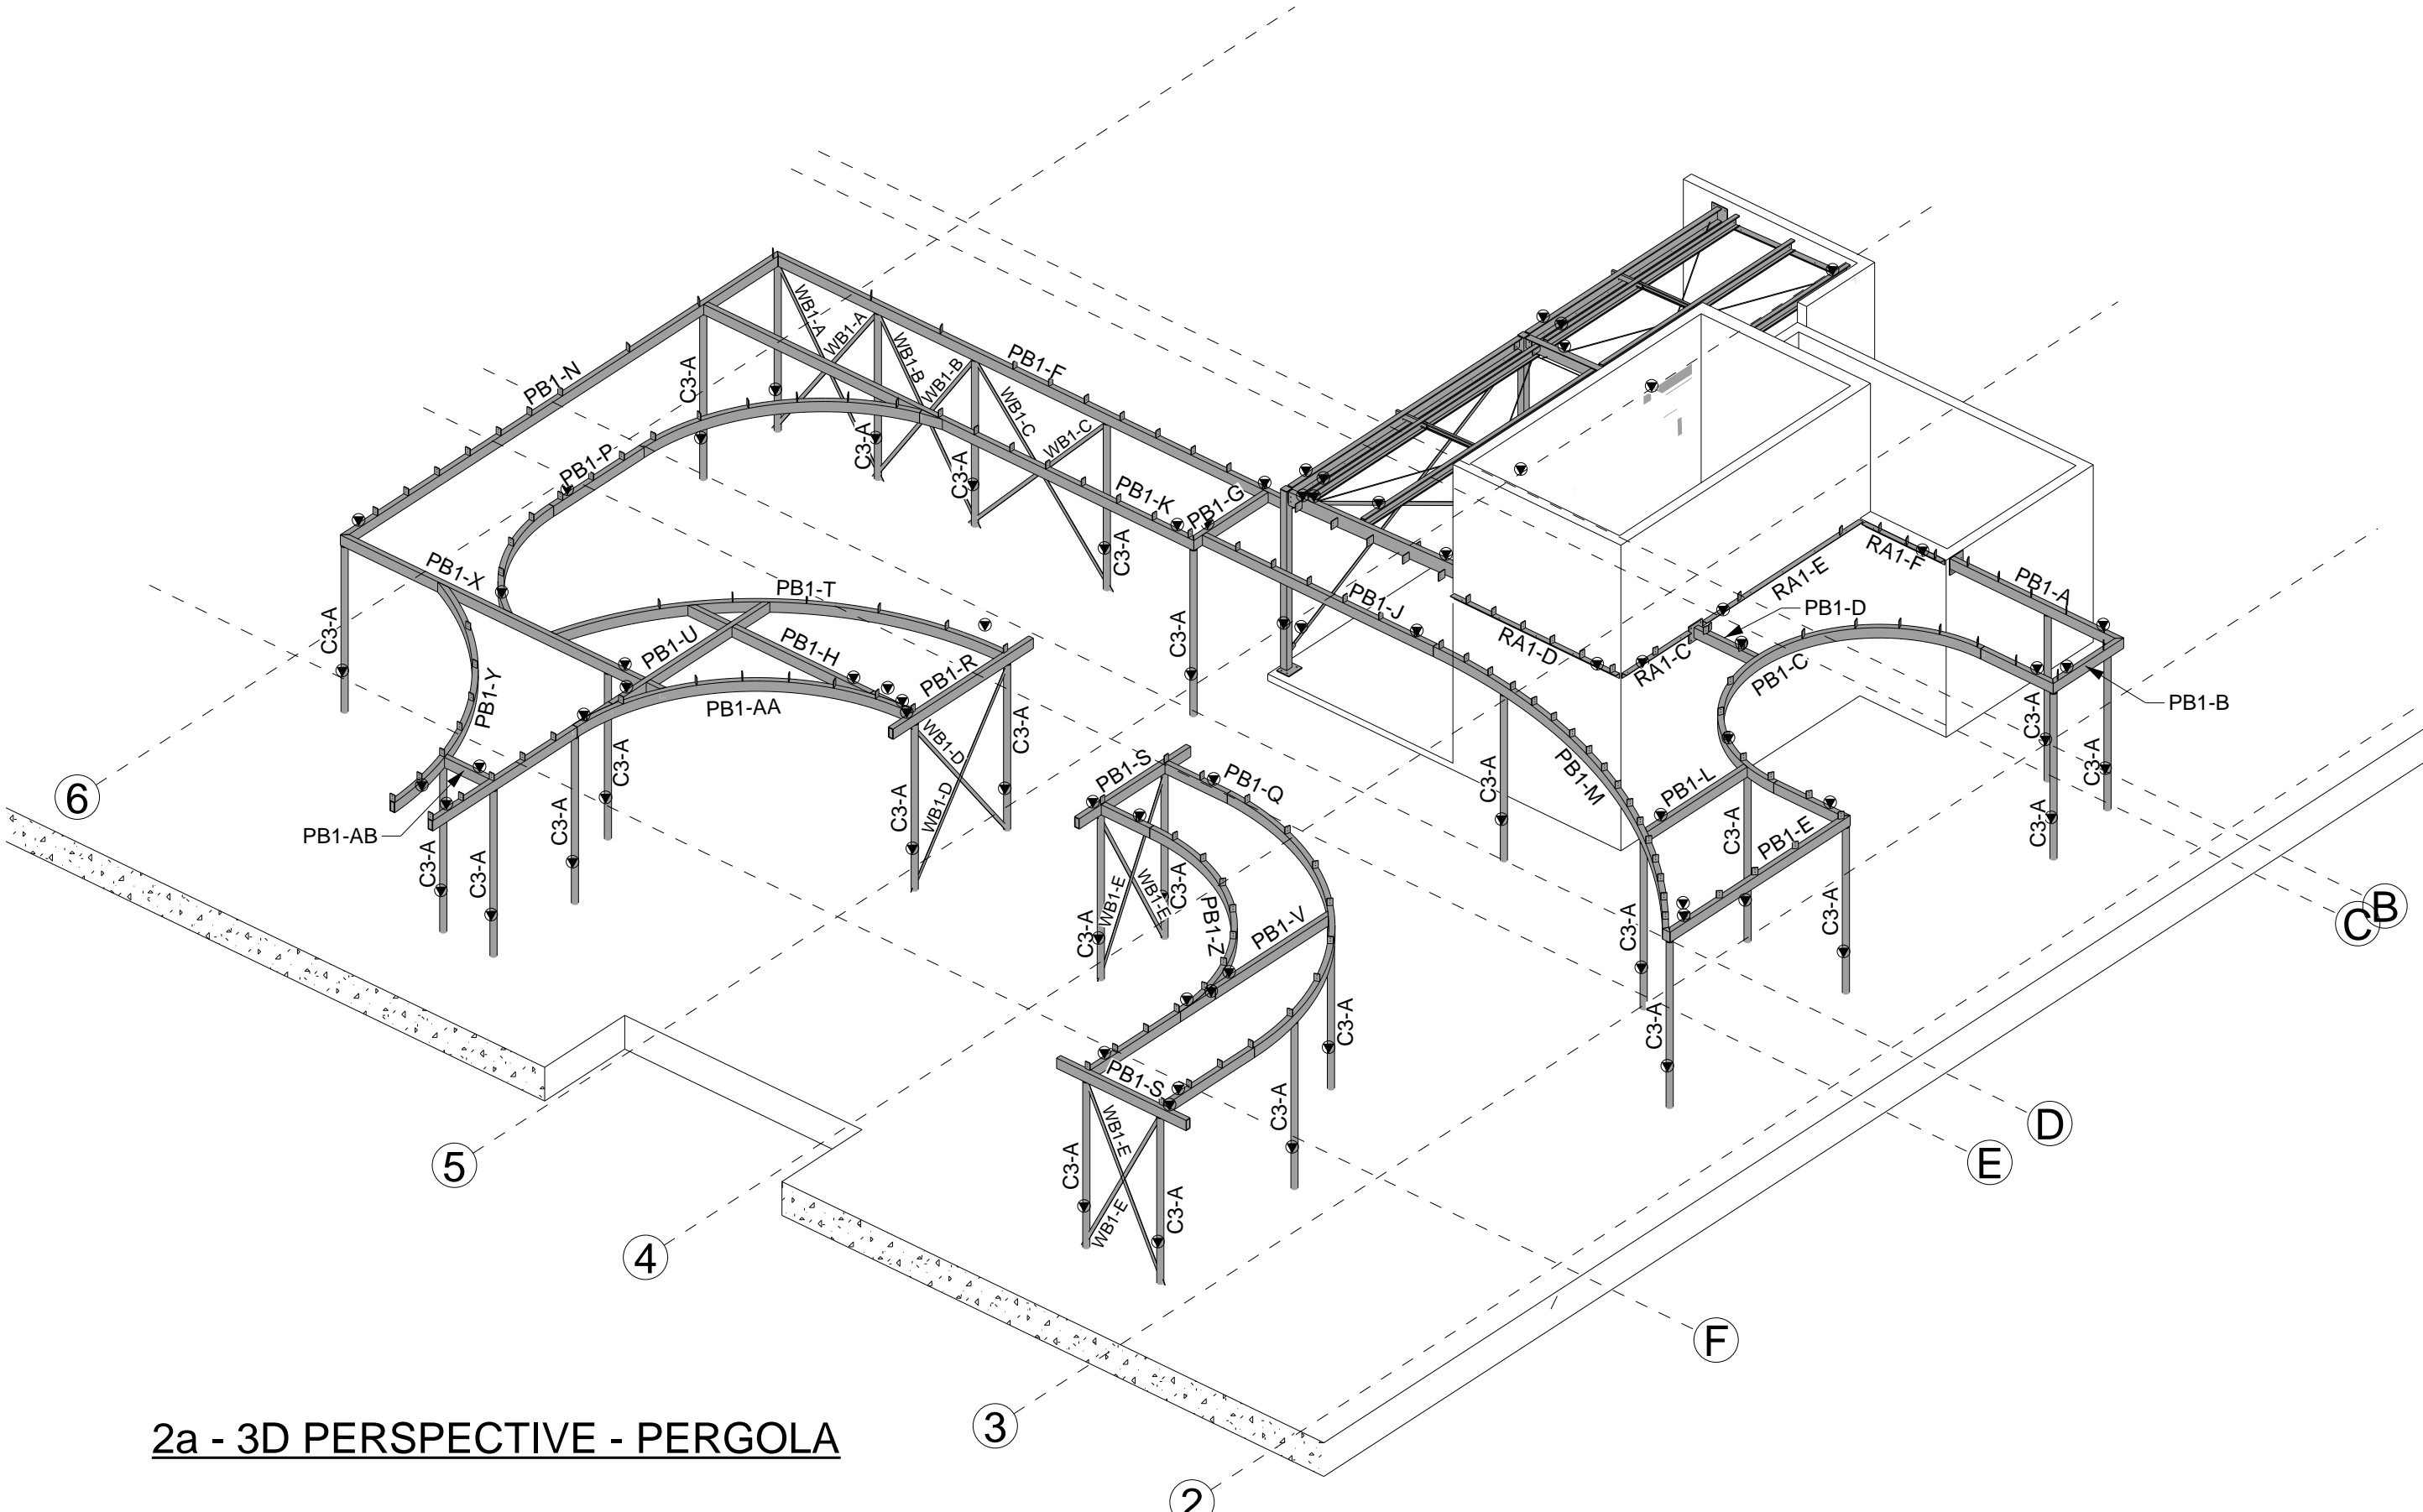 WB1-A
WB1-A
WB1-B
WB1-B
PB1-F
PB1-N
C3-A
WB1-C
WB1-C
C3-A
C3-A
PB1-P
PB1-K
PB1-G
C3-A
PB1-X
PB1-T
PB1-J
RA1-D
RA1-C
RA1-E
RA1-F
PB1-A
PB1-D
PB1-C
PB1-B
C3-A
PB1-U
PB1-H
PB1-R
C3-A
PB1-Y
PB1-AA
WB1-D
WB1-D
C3-A
C3-A
C3-A
C3-A
C3-A
C3-A
PB1-AB
C3-A
C3-A
PB1-S
PB1-Q
PB1-M
C3-A
PB1-L
PB1-E
C3-A
C3-A
C3-A
C3-A
C3-A
WB1-E
WB1-E
C3-A
C3-A
PB1-Z
PB1-V
C3-A
C3-A
PB1-S
WB1-E
WB1-E
C3-A
C3-A
6
5
4
3
2
B
C
D
E
F
2a - 3D PERSPECTIVE - PERGOLA